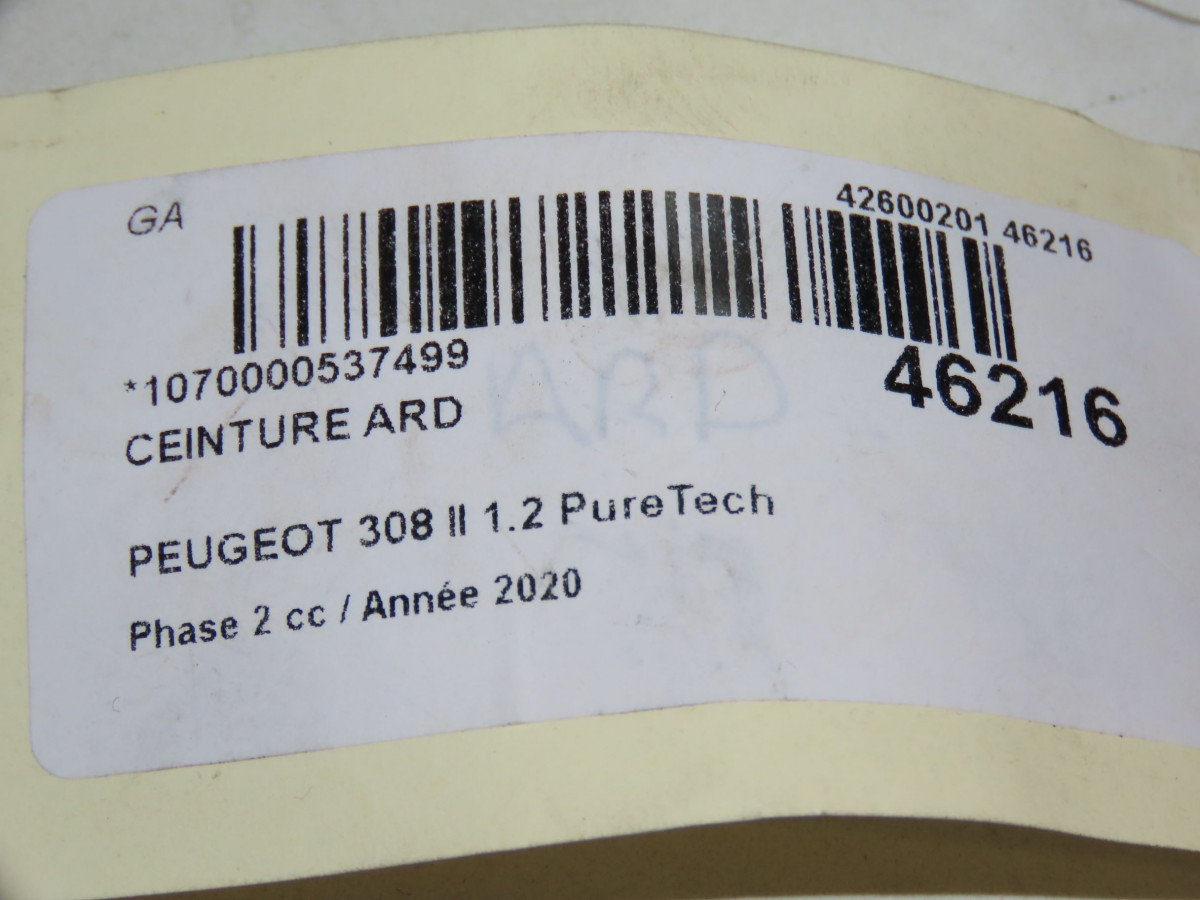 GA
42600201 46216
*1070000537499
46216
CEINTURE ARD
ARD
PEUGEOT 308 II 1.2 PureTech
Phase 2 cc / Année 2020